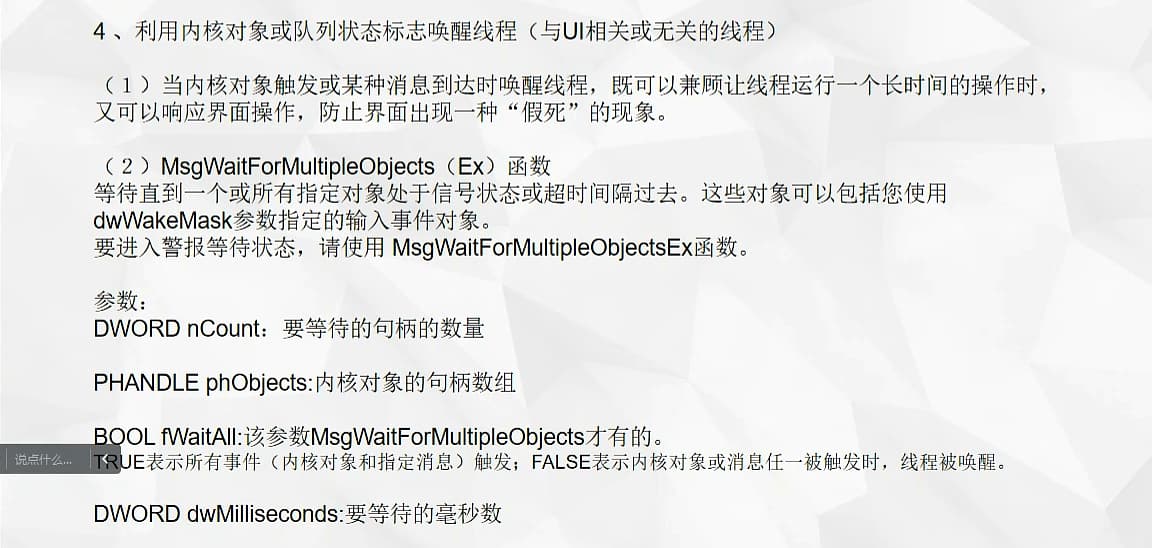 4 、利用内核对象或队列状态标志唤醒线程（与UI相关或无关的线程）
（１）当内核对象触发或某种消息到达时唤醒线程，既可以兼顾让线程运行一个长时间的操作时，
又可以响应界面操作，防止界面出现一种“假死”的现象。
（２）MsgWaitForMultipleObjects（Ex）函数
等待直到一个或所有指定对象处于信号状态或超时间隔过去。这些对象可以包括您使用
dwWakeMask参数指定的输入事件对象。
要进入警报等待状态，请使用 MsgWaitForMultipleObjectsEx函数。
参数：
DWORD nCount：要等待的句柄的数量
PHANDLE phObjects:内核对象的句柄数组
BOOL fWaitAll:该参数MsgWaitForMultipleObjects才有的。
说点什么...
TRUE表示所有事件（内核对象和指定消息）触发；FALSE表示内核对象或消息任一被触发时，线程被唤醒。
DWORD dwMilliseconds:要等待的毫秒数